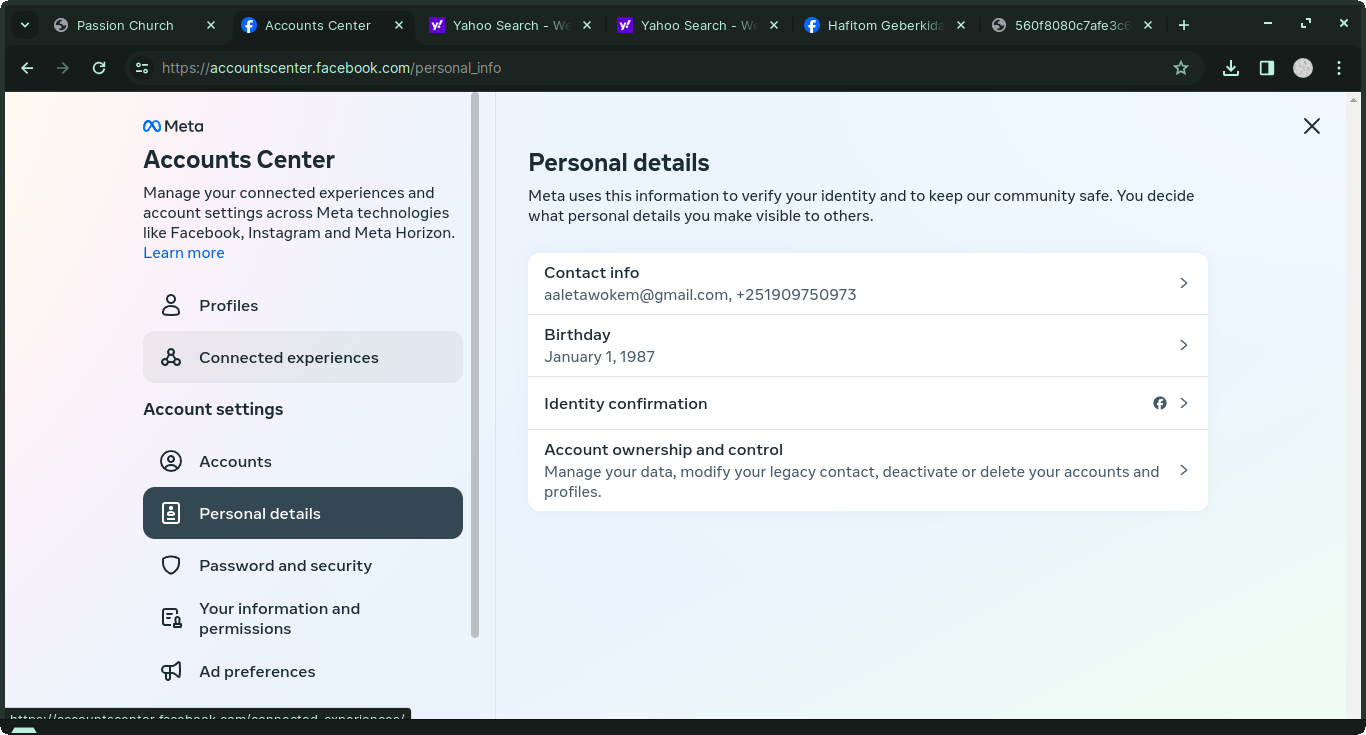 Passion Church
Accounts Center
Yahoo Search - We
Yahoo Search - We
Hafitom Geberkida
560f8080c7afe3c6
https://accountscenter.facebook.com/personal_info
Meta
Accounts Center
Manage your connected experiences and
account settings across Meta technologies
like Facebook, Instagram and Meta Horizon.
Learn more
Profiles
Connected experiences
Account settings
Accounts
Personal details
Password and security
Your information and
permissions
Ad preferences
https://accountscenter.facebook.com/connected_experiences/
Personal details
Meta uses this information to verify your identity and to keep our community safe. You decide
what personal details you make visible to others.
Contact info
aaletawokem@gmail.com, +251909750973
Birthday
January 1, 1987
Identity confirmation
Account ownership and control
Manage your data, modify your legacy contact, deactivate or delete your accounts and
profiles.